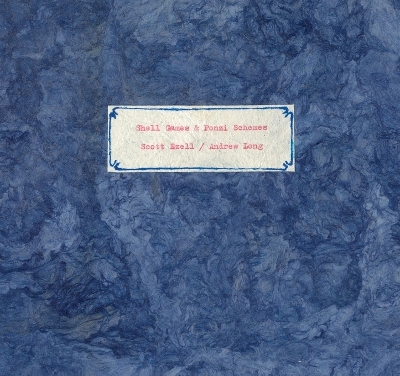 Shell Games & Ponzi Schemes
Scott Ezell / Andrew Long